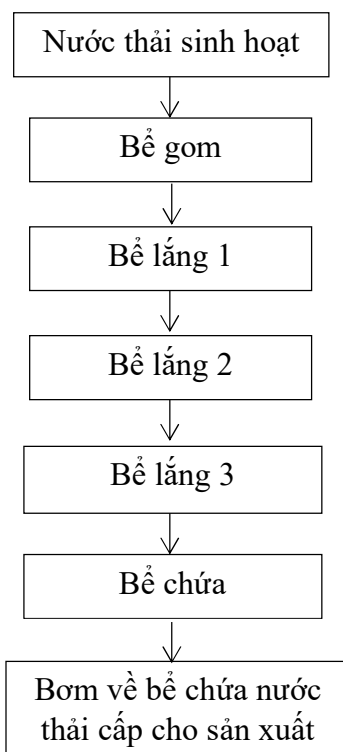 Nước thải sinh hoạt
Bể gom
Bể lắng 1
Bể lắng 2
Bể lắng 3
Bể chứa
Bơm về bể chứa nước
thải cấp cho sản xuất